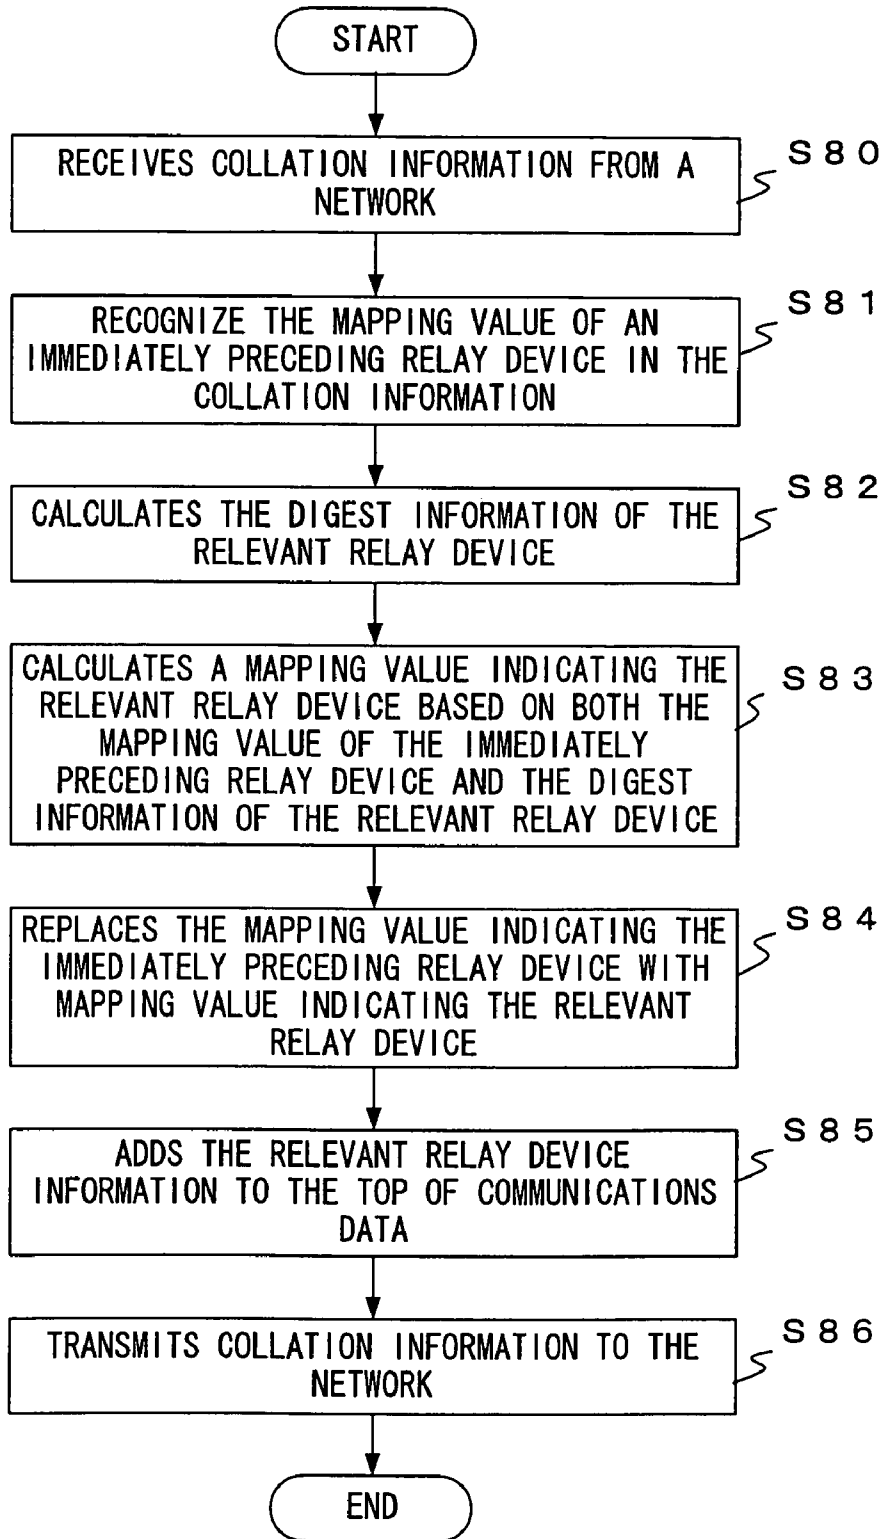 START
RECEIVES COLLATION INFORMATION FROM A
NETWORK
S80
RECOGNIZE THE MAPPING VALUE OF AN
IMMEDIATELY PRECEDING RELAY DEVICE IN THE
COLLATION INFORMATION
S81
CALCULATES THE DIGEST INFORMATION OF THE
RELEVANT RELAY DEVICE
S82
CALCULATES A MAPPING VALUE INDICATING THE
RELEVANT RELAY DEVICE BASED ON BOTH THE
MAPPING VALUE OF THE IMMEDIATELY
PRECEDING RELAY DEVICE AND THE DIGEST
INFORMATION OF THE RELEVANT RELAY DEVICE
S83
REPLACES THE MAPPING VALUE INDICATING THE
IMMEDIATELY PRECEDING RELAY DEVICE WITH
MAPPING VALUE INDICATING THE RELEVANT
RELAY DEVICE
S84
ADDS THE RELEVANT RELAY DEVICE
INFORMATION TO THE TOP OF COMMUNICATIONS
DATA
S85
TRANSMITS COLLATION INFORMATION TO THE
NETWORK
S86
END